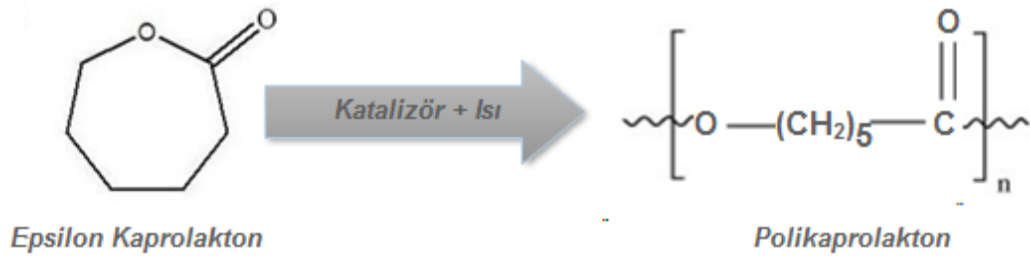 O
O
Katalizör + Isı
O
O—(CH₂)₅—C
n
Epsilon Kaprolakton
Polikaprolakton